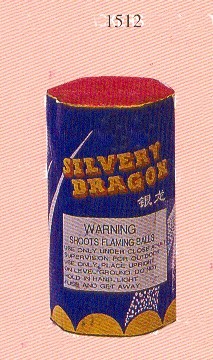 1512
SILVERY
DRAGON
银龙
WARNING
SHOOTS FLAMING BALLS
USE ONLY UNDER CLOSE ADULT
SUPERVISION. FOR OUTDOOR
USE ONLY. PLACE UPRIGHT
ON LEVEL GROUND. DO NOT
HOLD IN HAND. LIGHT
FUSE AND GET AWAY.